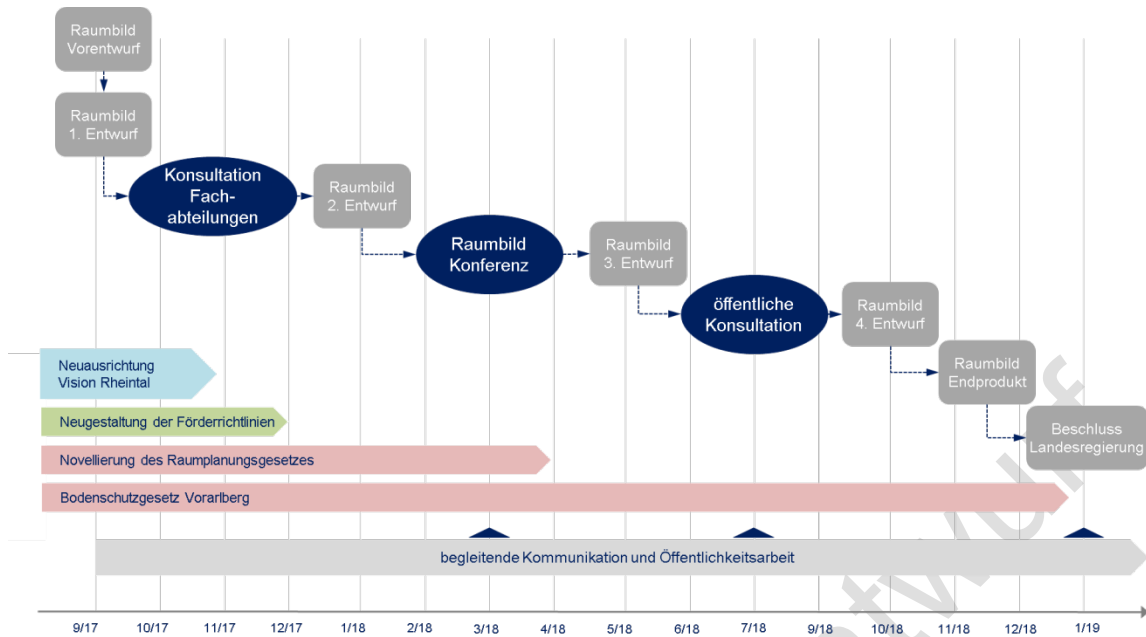 Raumbild
Vorentwurf
Raumbild
1. Entwurf
Konsultation
Fach-
abteilungen
Raumbild
2. Entwurf
Raumbild
Konferenz
Raumbild
3. Entwurf
öffentliche
Konsultation
Raumbild
4. Entwurf
Raumbild
Endprodukt
Beschluss
Landesregierung
Neuausrichtung
Vision Rheintal
Neugestaltung der Förderrichtlinien
Novellierung des Raumplanungsgesetzes
Bodenschutzgesetz Vorarlberg
begleitende Kommunikation und Öffentlichkeitsarbeit
9/17 10/17 11/17 12/17 1/18 2/18 3/18 4/18 5/18 6/18 7/18 9/18 10/18 11/18 12/18 1/19